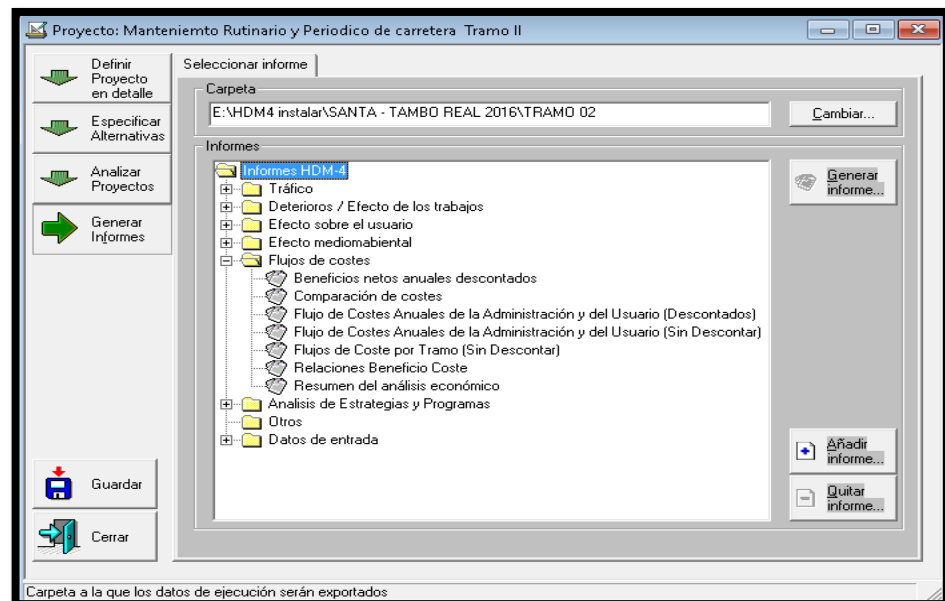 Proyecto: Manteniemto Rutinario y Periodico de carretera Tramo II
Definir
Proyecto
en detalle
Especificar
Alternativas
Analizar
Proyectos
Generar
Informes
Guardar
Cerrar
Seleccionar informe
Carpeta
E:\HDM4 instalar\SANTA - TAMBO REAL 2016\TRAMO 02
Cambiar...
Informes
Informes HDM-4
Tráfico
Deterioros / Efecto de los trabajos
Efecto sobre el usuario
Efecto mediomabiental
Flujos de costes
Beneficios netos anuales descontados
Comparación de costes
Flujo de Costes Anuales de la Administración y del Usuario (Descontados)
Flujo de Costes Anuales de la Administración y del Usuario (Sin Descontar)
Flujos de Coste por Tramo (Sin Descontar)
Relaciones Beneficio Coste
Resumen del análisis económico
Analisis de Estrategias y Programas
Otros
Datos de entrada
Generar
informe...
Añadir
informe...
Quitar
informe...
Carpeta a la que los datos de ejecución serán exportados